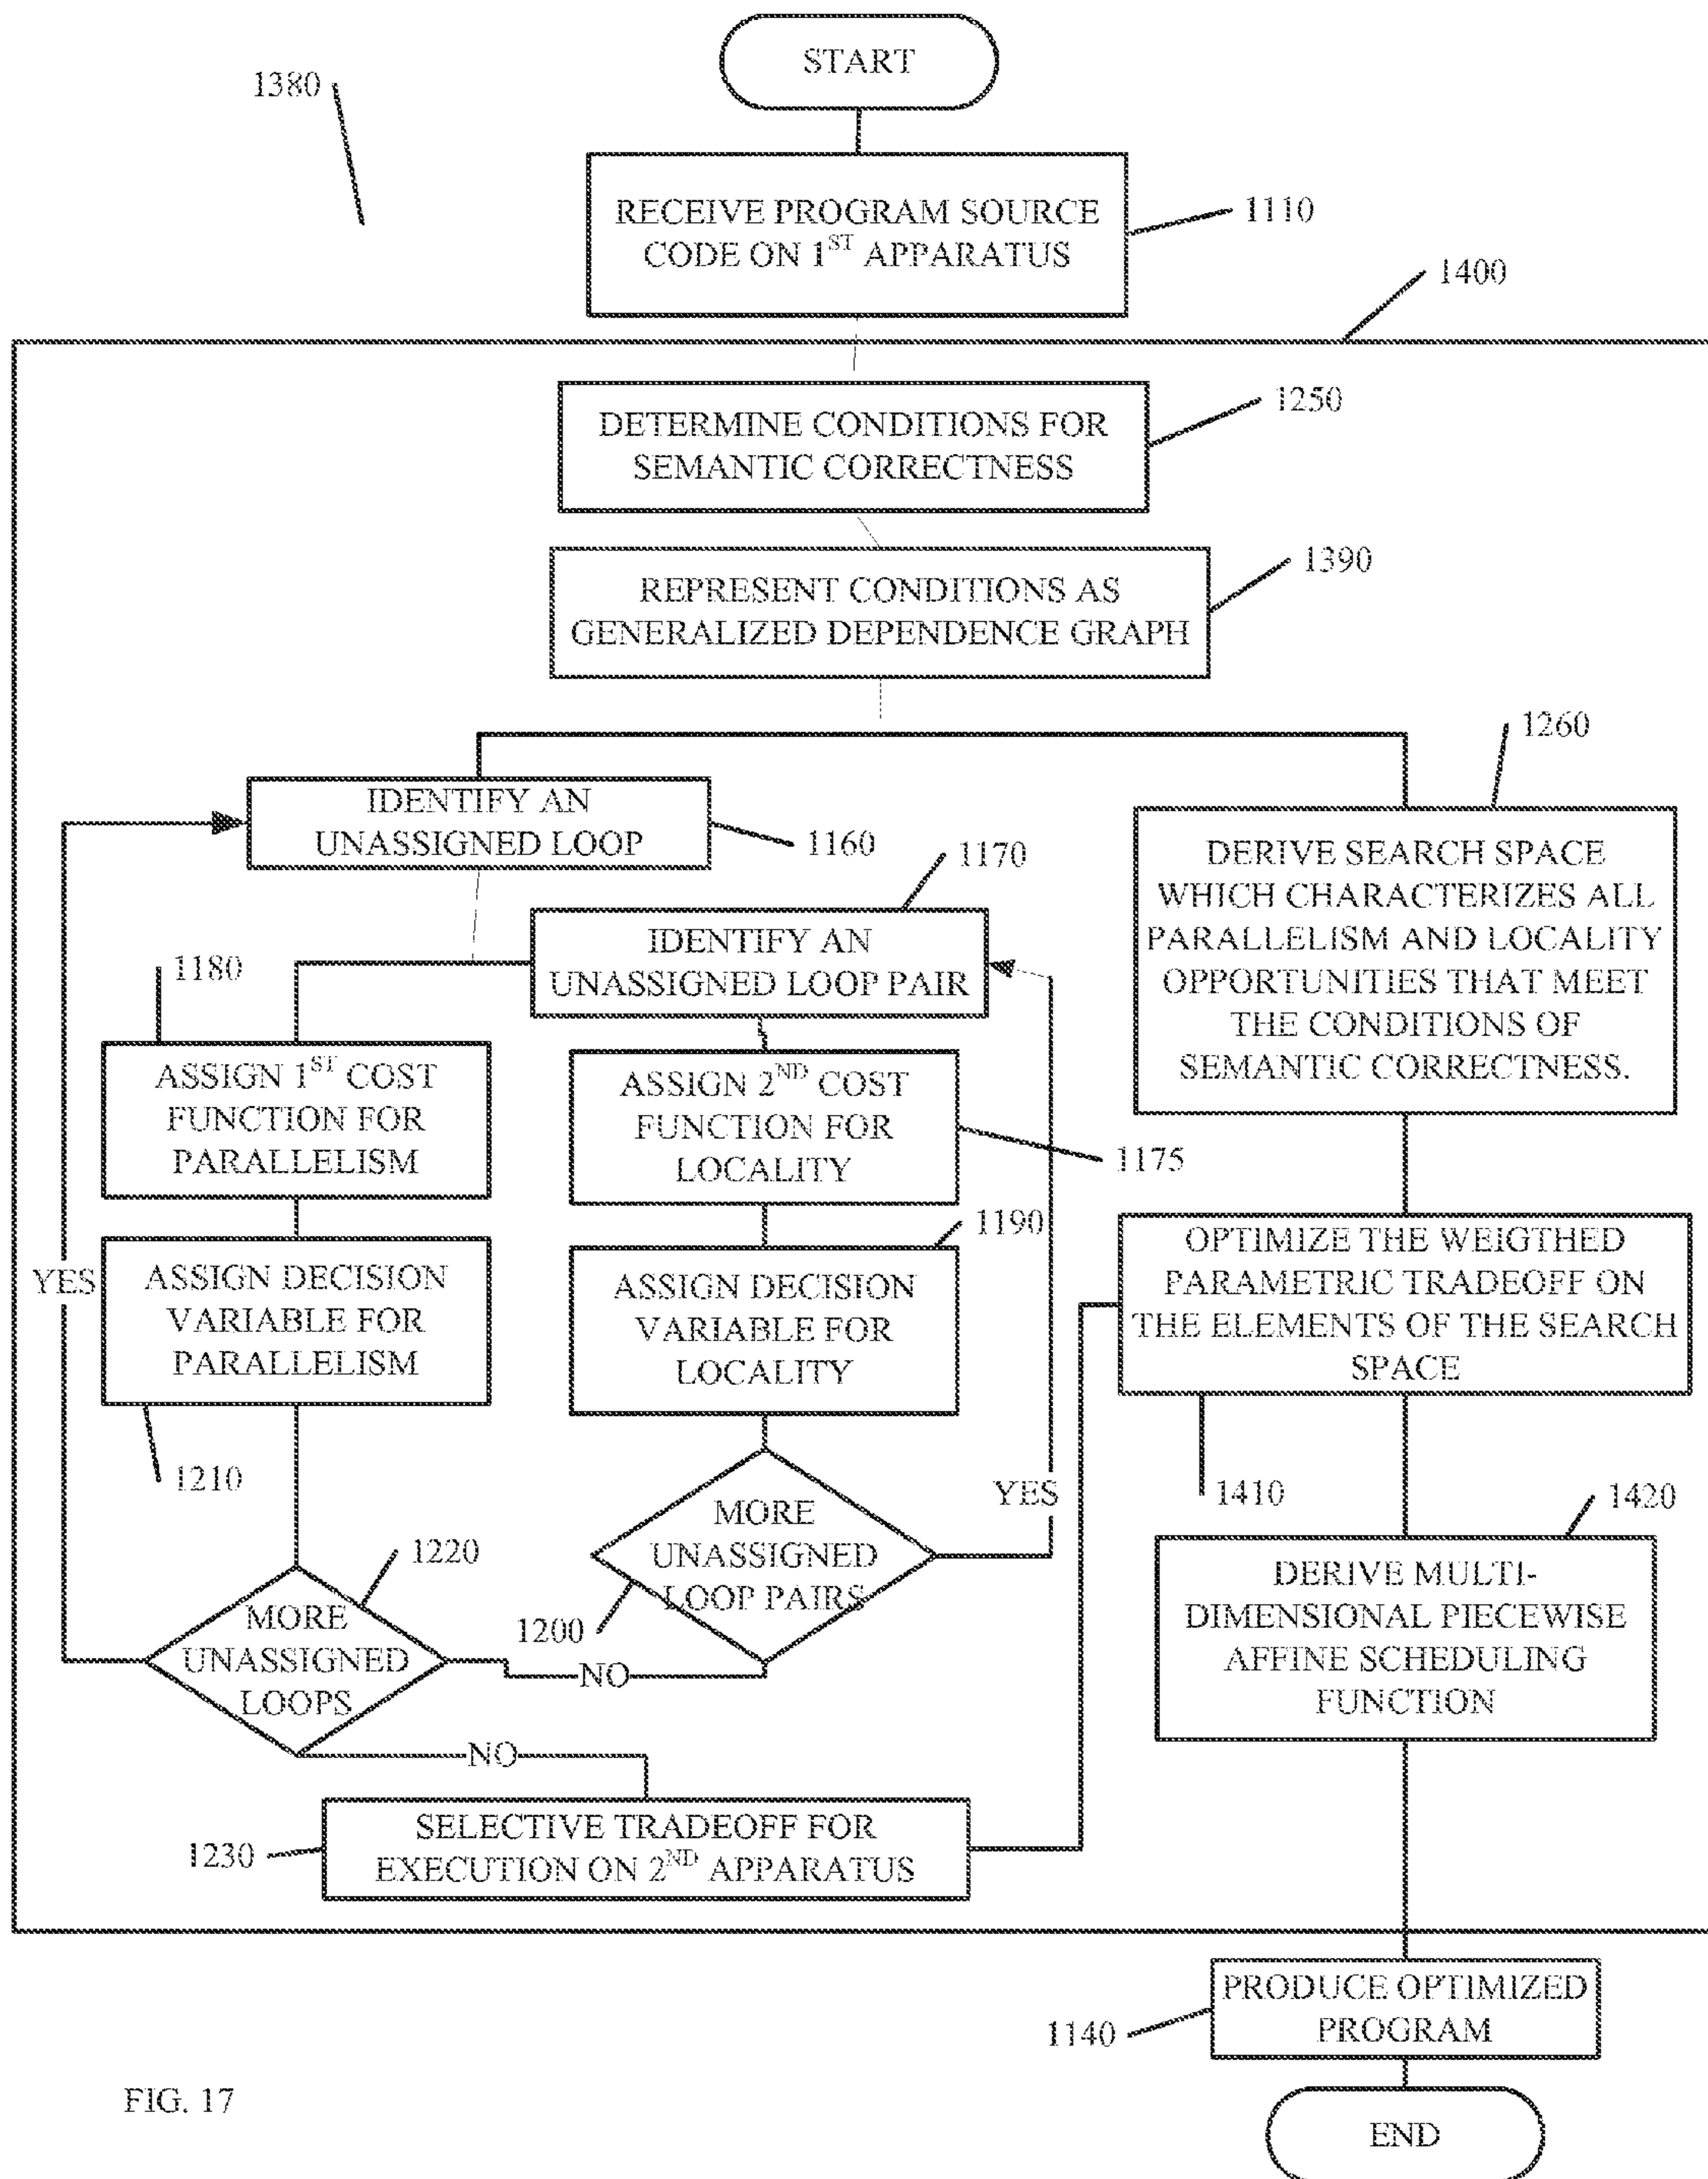 START
1380
RECEIVE PROGRAM SOURCE
CODE ON 1ST APPARATUS
1110
1400
DETERMINE CONDITIONS FOR
SEMANTIC CORRECTNESS
1250
REPRESENT CONDITIONS AS
GENERALIZED DEPENDENCE GRAPH
1390
1260
IDENTIFY AN
UNASSIGNED LOOP
1160
1170
IDENTIFY AN
UNASSIGNED LOOP PAIR
DERIVE SEARCH SPACE
WHICH CHARACTERIZES ALL
PARALLELISM AND LOCALITY
OPPORTUNITIES THAT MEET
THE CONDITIONS OF
SEMANTIC CORRECTNESS.
1180
ASSIGN 1ST COST
FUNCTION FOR
PARALLELISM
ASSIGN 2ND COST
FUNCTION FOR
LOCALITY
1175
1190
YES
ASSIGN DECISION
VARIABLE FOR
PARALLELISM
ASSIGN DECISION
VARIABLE FOR
LOCALITY
OPTIMIZE THE WEIGTHED
PARAMETRIC TRADEOFF ON
THE ELEMENTS OF THE SEARCH
SPACE
1210
YES
1410
1420
MORE
UNASSIGNED
LOOP PAIRS
1200
1220
MORE
UNASSIGNED
LOOPS
NO
DERIVE MULTI-
DIMENSIONAL PIECEWISE
AFFINE SCHEDULING
FUNCTION
NO
SELECTIVE TRADEOFF FOR
EXECUTION ON 2ND APPARATUS
1230
PRODUCE OPTIMIZED
PROGRAM
1140
END
FIG. 17